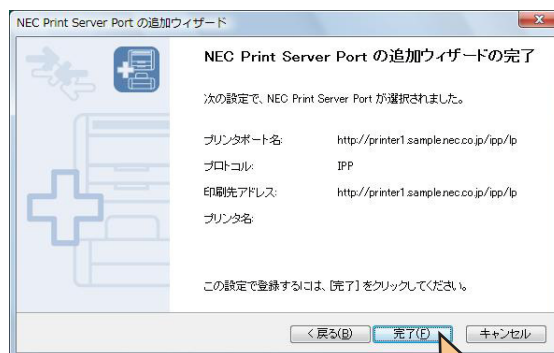 NEC Print Server Port の追加ウィザード
NEC Print Server Port の追加ウィザードの完了
次の設定で、NEC Print Server Port が選択されました。
プリンタポート名: http://printer1.sample.nec.co.jp/ipp/lp
プロトコル: IPP
印刷先アドレス: http://printer1.sample.nec.co.jp/ipp/lp
プリンタ名:
この設定で登録するには、[完了] をクリックしてください。
< 戻る(B) 完了(F) キャンセル